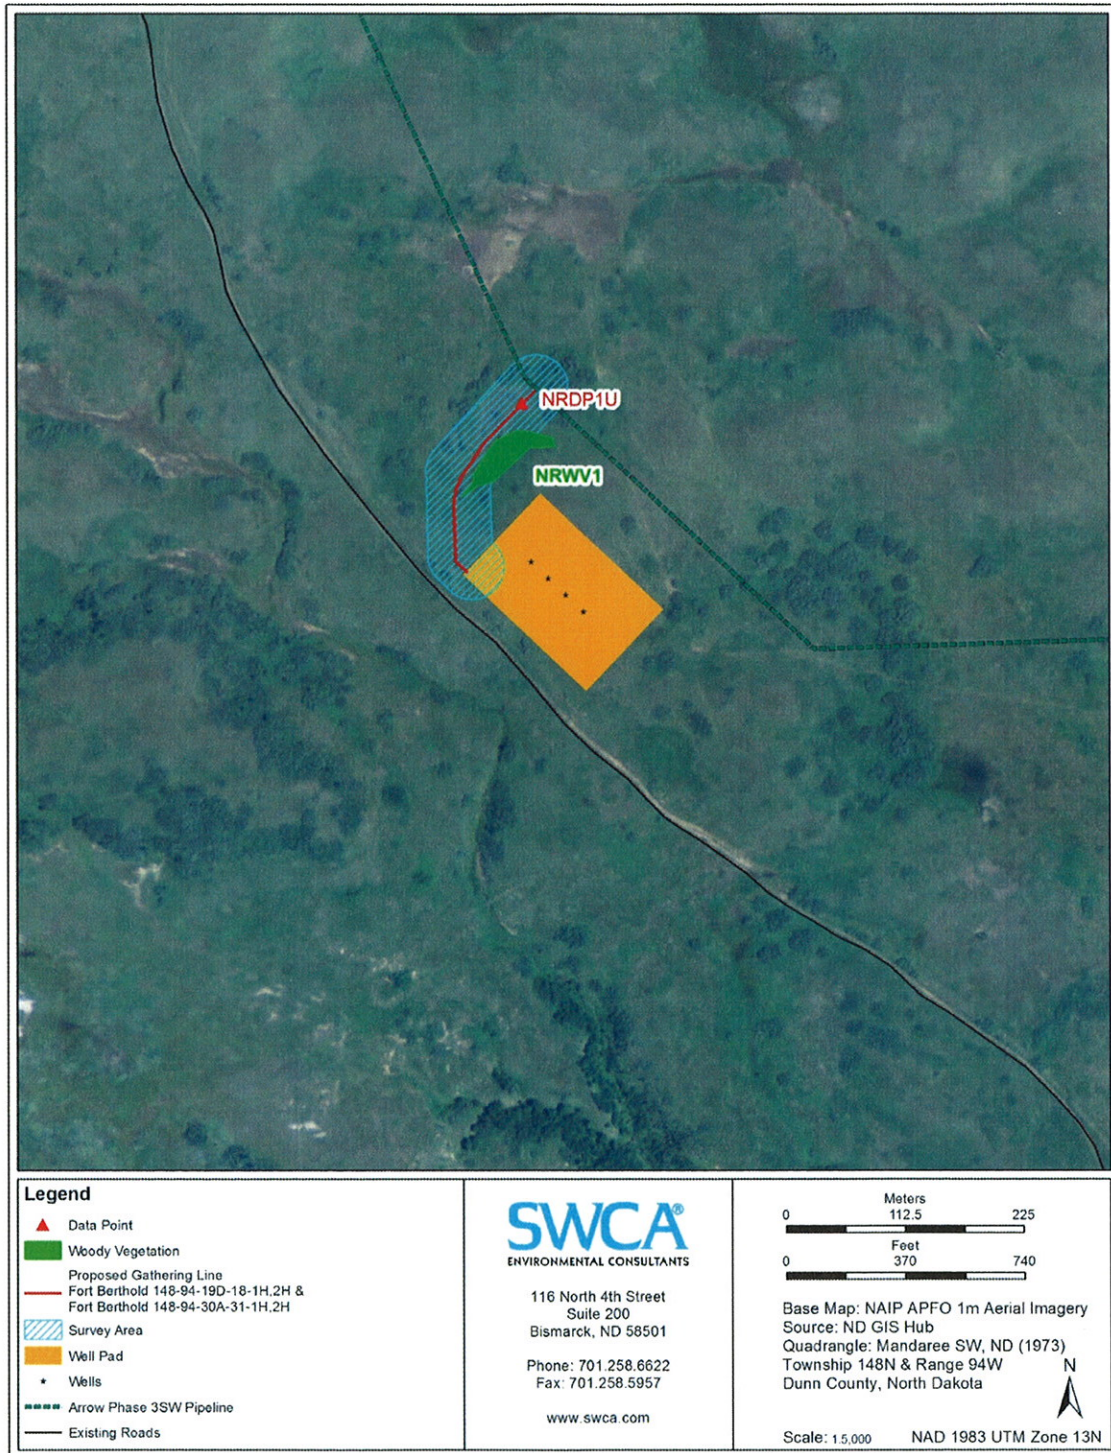 NRDP1U
NRWV1
Legend
Data Point
Woody Vegetation
Proposed Gathering Line
Fort Berthold 148-94-19D-18-1H,2H &
Fort Berthold 148-94-30A-31-1H,2H
Survey Area
Well Pad
Wells
Arrow Phase 3SW Pipeline
Existing Roads
SWCA®
ENVIRONMENTAL CONSULTANTS
116 North 4th Street
Suite 200
Bismarck, ND 58501
Phone: 701.258.6622
Fax: 701.258.5957
www.swca.com
Meters
0 112.5 225
Feet
0 370 740
Base Map: NAIP APFO 1m Aerial Imagery
Source: ND GIS Hub
Quadrangle: Mandaree SW, ND (1973)
Township 148N & Range 94W
Dunn County, North Dakota
N
Scale: 1:5,000 NAD 1983 UTM Zone 13N